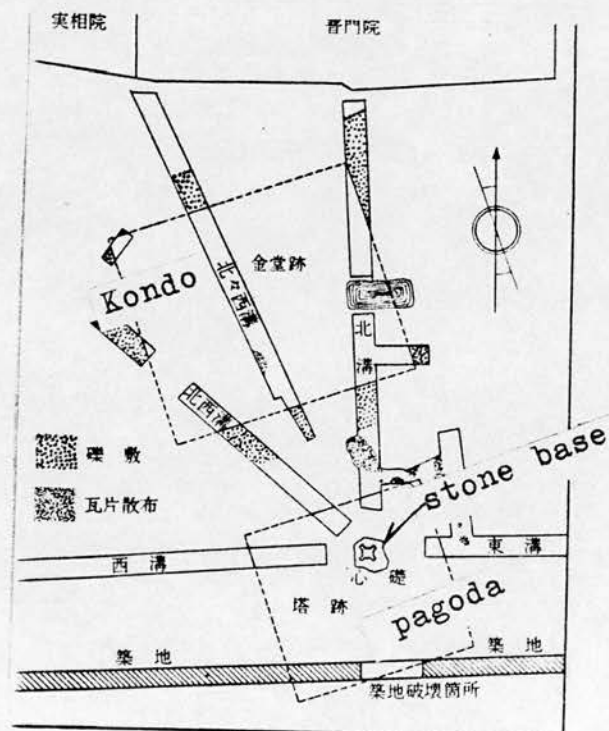 実相院
普門院
金堂跡
Kondo
北々西溝
北溝
北西溝
礫敷
瓦片散布
stone base
西溝
東溝
心礎
塔跡
pagoda
築地
築地
築地破壊箇所